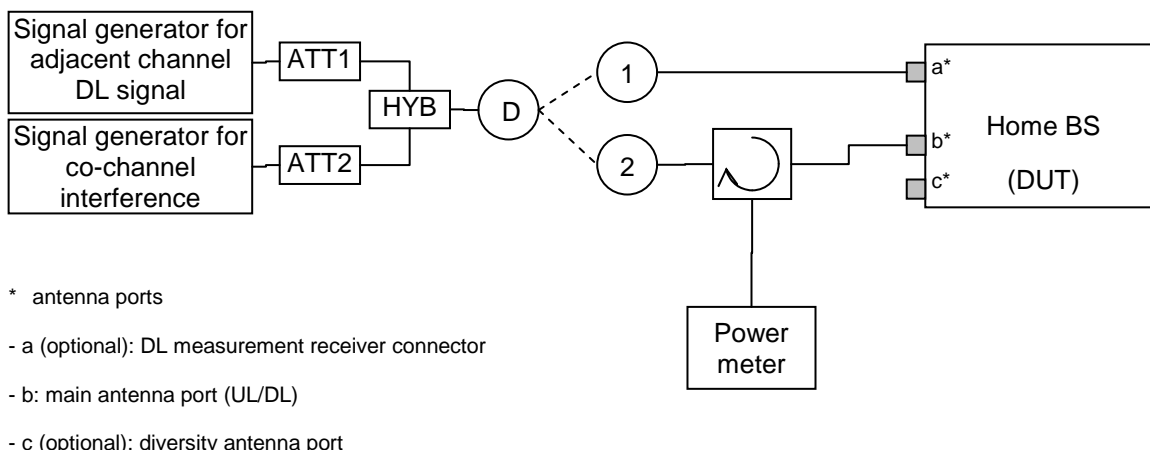 Signal generator for
adjacent channel
DL signal
ATT1
HYB
Signal generator for
co-channel
interference
ATT2
D
1
2
a*
b*
c*
Home BS
(DUT)
Power
meter
* antenna ports
- a (optional): DL measurement receiver connector
- b: main antenna port (UL/DL)
- c (optional): diversity antenna port